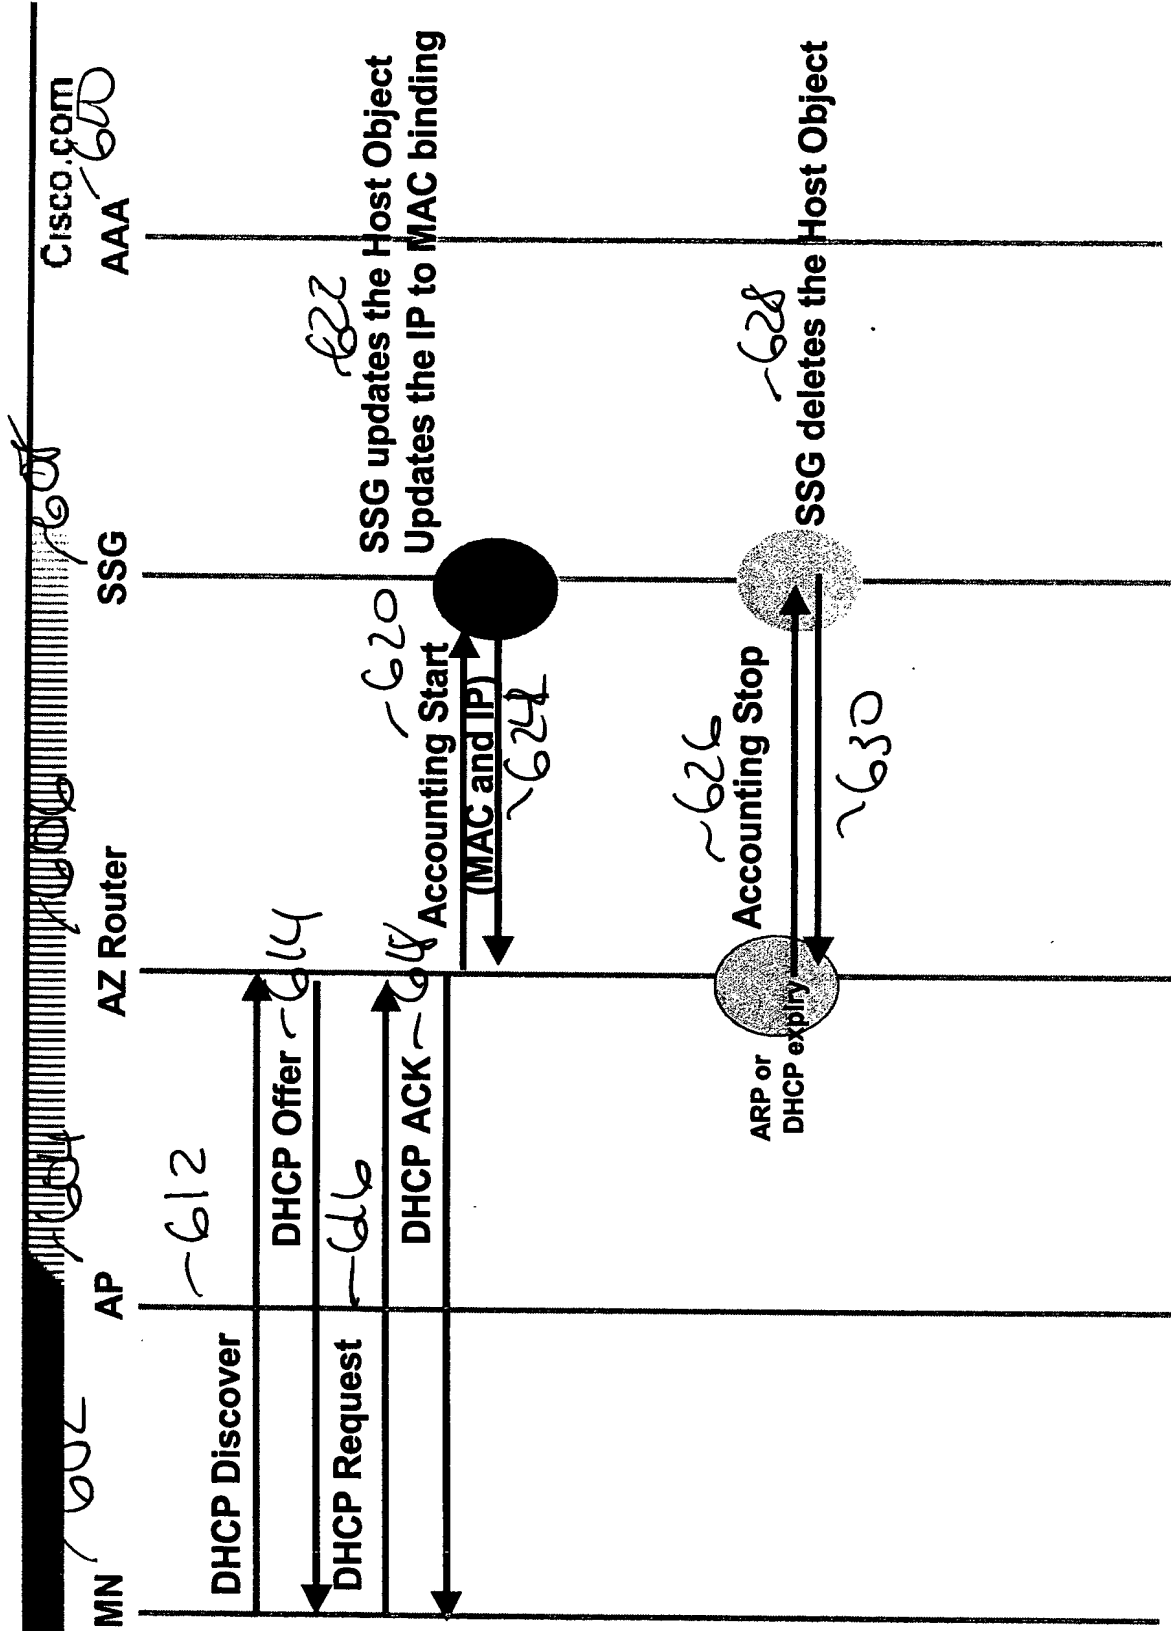 Cisco.com
MN
AP
AZ Router
SSG
AAA
~602
~604
~606
~608
~610
~612
DHCP Discover
DHCP Offer ~614
~616
DHCP Request
DHCP ACK ~618
~620
Accounting Start
(MAC and IP)
~624
~622
SSG updates the Host Object
Updates the IP to MAC binding
ARP or
DHCP expiry
~626
Accounting Stop
~630
~628
SSG deletes the Host Object